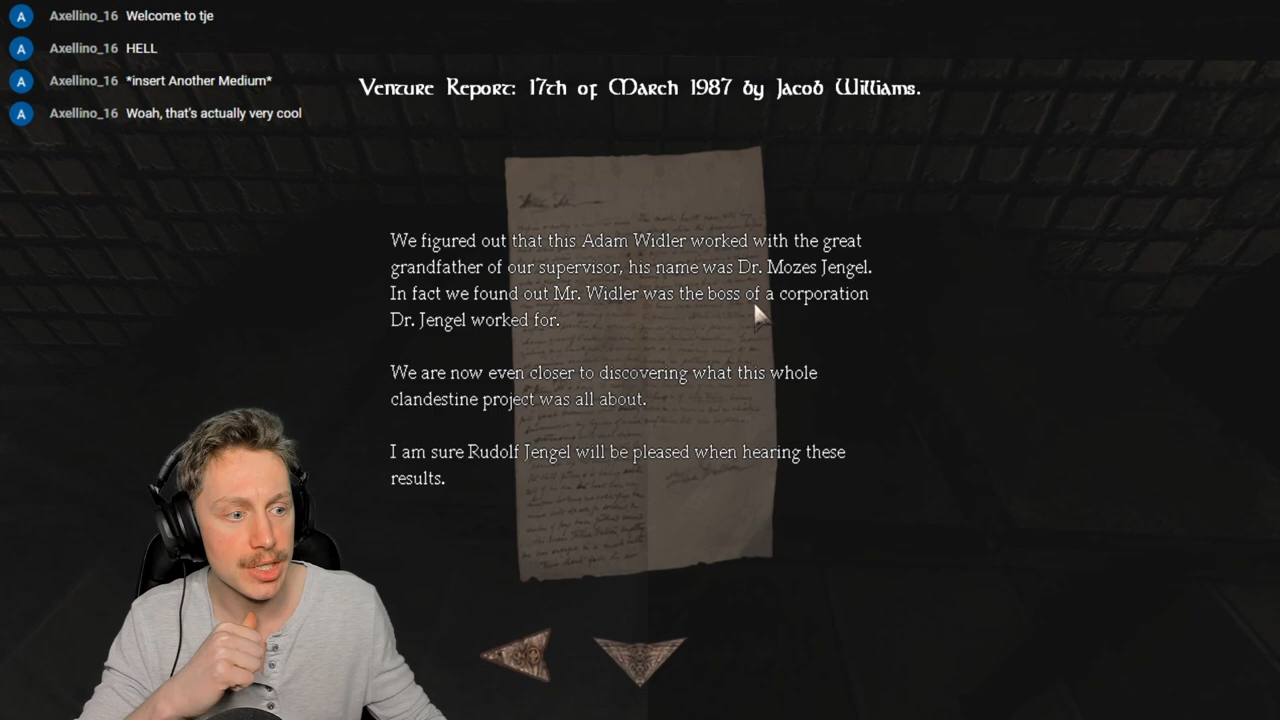 Axellino_16 Welcome to tje
Axellino_16 HELL
Axellino_16 *insert Another Medium*
Axellino_16 Woah, that's actually very cool
Venture Report: 17th of March 1987 by Jacob Williams.
We figured out that this Adam Widler worked with the great
grandfather of our supervisor, his name was Dr. Mozes Jengel.
In fact we found out Mr. Widler was the boss of a corporation
Dr. Jengel worked for.
We are now even closer to discovering what this whole
clandestine project was all about.
I am sure Rudolf Jengel will be pleased when hearing these
results.